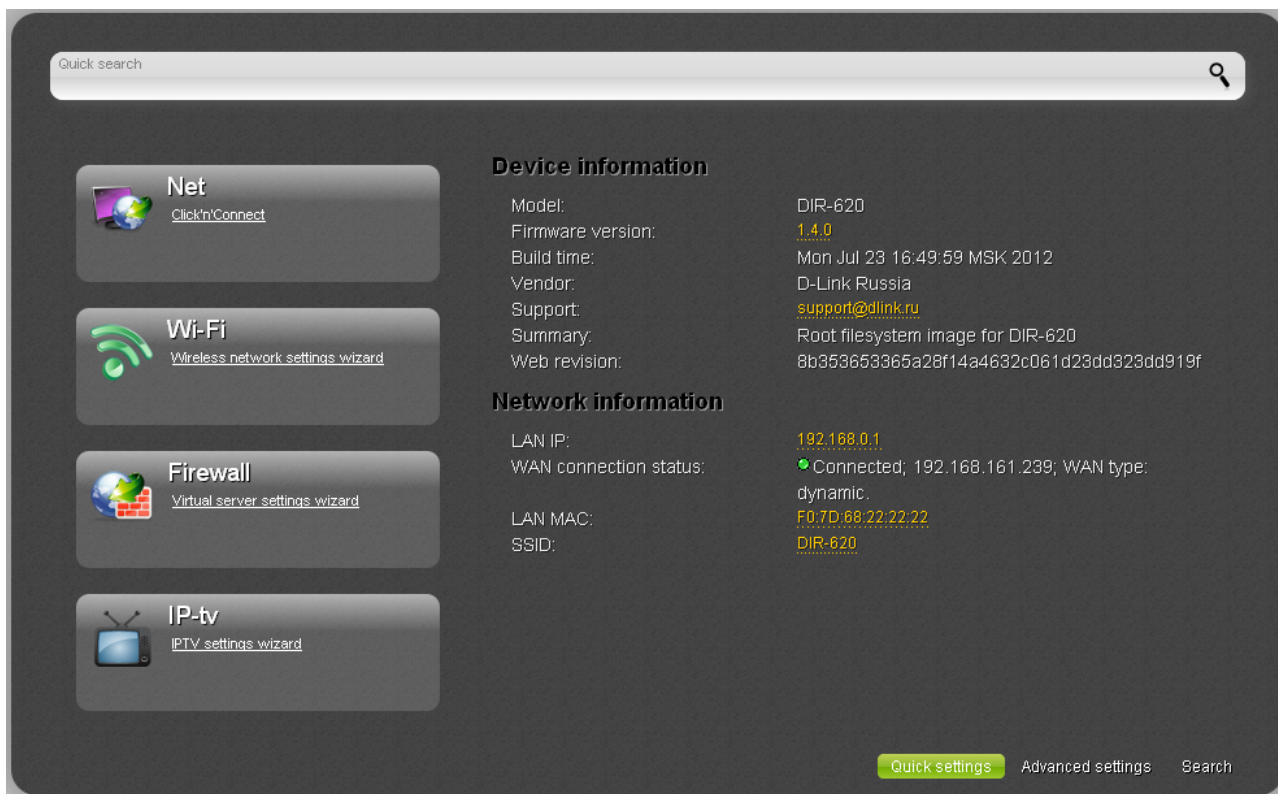 Quick search
Net
Click'n'Connect
Wi-Fi
Wireless network settings wizard
Firewall
Virtual server settings wizard
IP-tv
IPTV settings wizard
Device information
Model: DIR-620
Firmware version: 1.4.0
Build time: Mon Jul 23 16:49:59 MSK 2012
Vendor: D-Link Russia
Support: support@dlink.ru
Summary: Root filesystem image for DIR-620
Web revision: 8b353653365a28f14a4632c061d23dd323dd919f
Network information
LAN IP: 192.168.0.1
WAN connection status: Connected; 192.168.161.239; WAN type:
dynamic.
LAN MAC: F0:7D:68:22:22:22
SSID: DIR-620
Quick settings Advanced settings Search